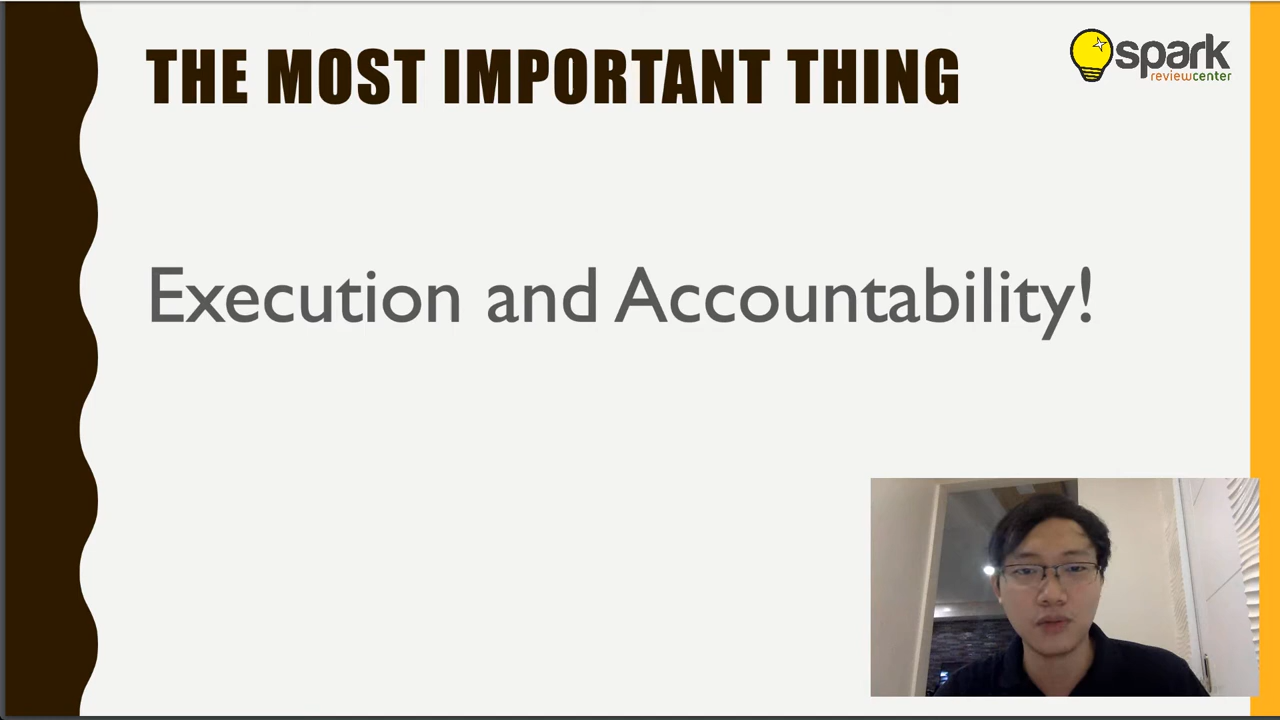 THE MOST IMPORTANT THING
spark
reviewcenter
Execution and Accountability!